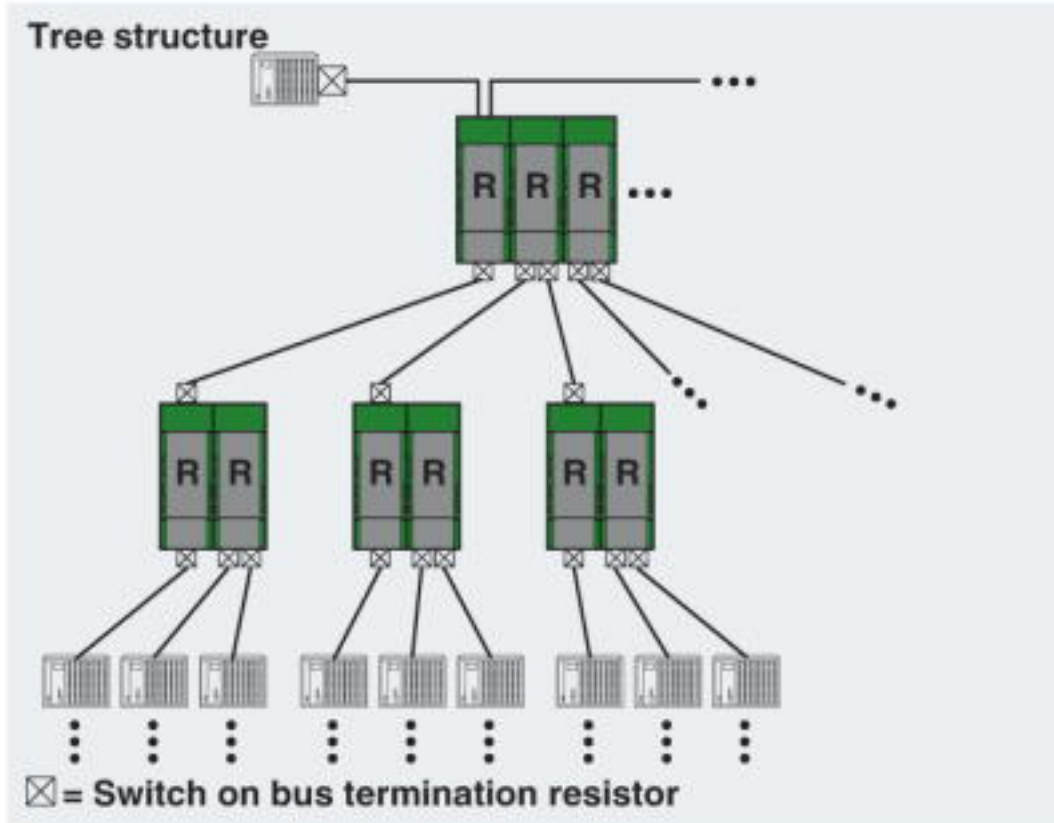 Tree structure
R R R
R R R R R R
= Switch on bus termination resistor